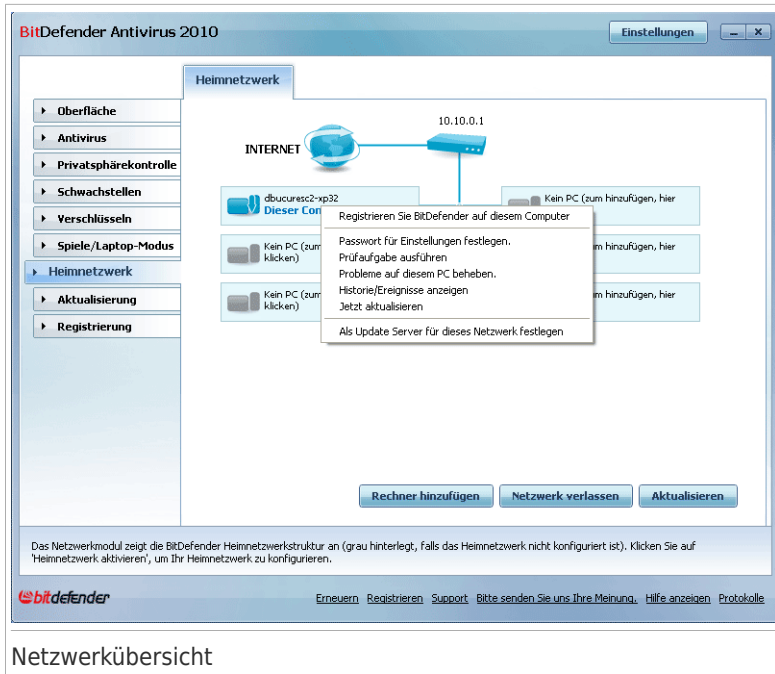 BitDefender Antivirus 2010
Einstellungen
Heimnetzwerk
Oberfläche
Antivirus
Privatsphärekontrolle
Schwachstellen
Verschlüsseln
Spiele/Laptop-Modus
Heimnetzwerk
Aktualisierung
Registrierung
10.10.0.1
INTERNET
dbucuresc2-xp32
Dieser Com
Kein PC (zum hinzufügen, hier
Kein PC (zum
klicken)
m hinzufügen, hier
Kein PC (zum
klicken)
m hinzufügen, hier
Registrieren Sie BitDefender auf diesem Computer
Passwort für Einstellungen festlegen.
Prüfaufgabe ausführen
Probleme auf diesem PC beheben.
Historie/Ereignisse anzeigen
Jetzt aktualisieren
Als Update Server für dieses Netzwerk festlegen
Rechner hinzufügen
Netzwerk verlassen
Aktualisieren
Das Netzwerkmodul zeigt die BitDefender Heimnetzwerkstruktur an (grau hinterlegt, falls das Heimnetzwerk nicht konfiguriert ist). Klicken Sie auf
'Heimnetzwerk aktivieren', um Ihr Heimnetzwerk zu konfigurieren.
bitdefender
Erneuern Registrieren Support Bitte senden Sie uns Ihre Meinung. Hilfe anzeigen Protokolle
Netzwerkübersicht